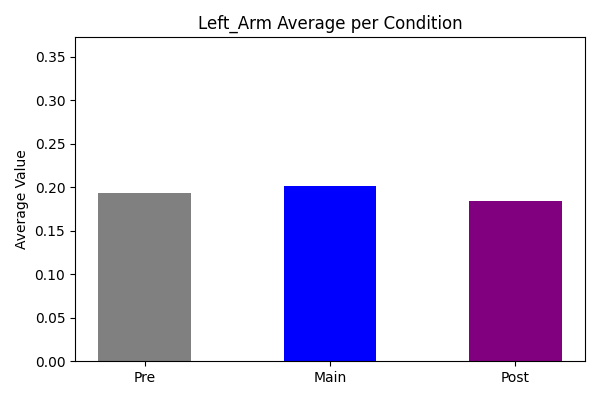 Left_Arm Average per Condition
Average Value
0.35
0.30
0.25
0.20
0.15
0.10
0.05
0.00
Pre
Main
Post